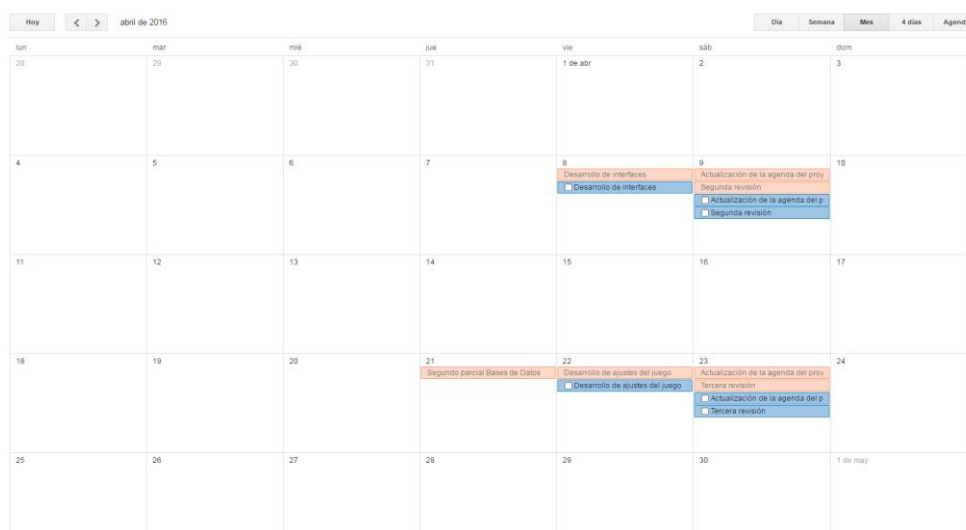 Hoy < > abril de 2016 Día Semana Mes 4 días Agend
lun mar mié jue vie sáb dom
28 29 30 31 1 de abr 2 3
4 5 6 7 8 9 10
Desarrollo de interfaces Actualización de la agenda del proy
Desarrollo de interfaces Segunda revisión
Actualización de la agenda del p
Segunda revisión
11 12 13 14 15 16 17
18 19 20 21 22 23 24
Segundo parcial Bases de Datos Desarrollo de ajustes del juego Actualización de la agenda del proy
Desarrollo de ajustes del juego Tercera revisión
Actualización de la agenda del p
Tercera revisión
25 26 27 28 29 30 1 de may